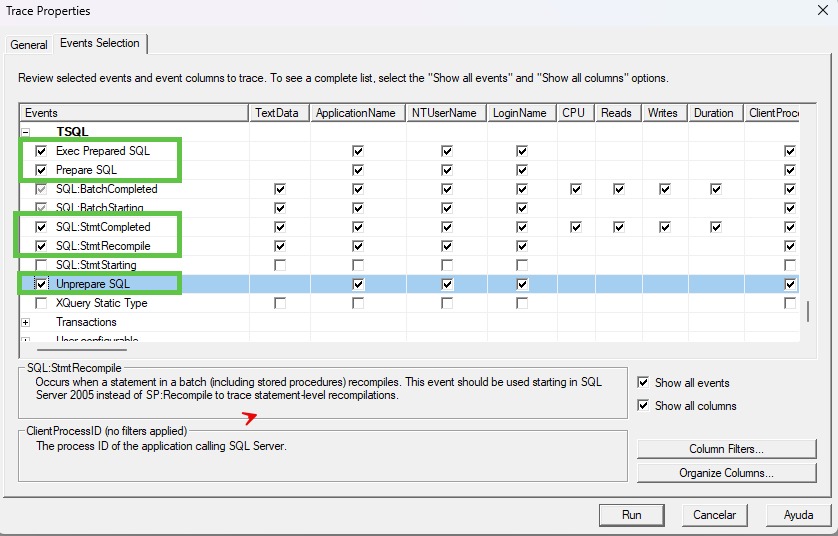 Trace Properties
General Events Selection
Review selected events and event columns to trace. To see a complete list, select the "Show all events" and "Show all columns" options.
Events TextData ApplicationName NTUserName LoginName CPU Reads Writes Duration ClientProce
TSQL
Exec Prepared SQL
Prepare SQL
SQL:BatchCompleted
SQL:BatchStarting
SQL:StmtCompleted
SQL:StmtRecompile
SQL:StmtStarting
Unprepare SQL
XQuery Static Type
Transactions
User configurable
SQL:StmtRecompile
Occurs when a statement in a batch (including stored procedures) recompiles. This event should be used starting in SQL
Server 2005 instead of SP:Recompile to trace statement-level recompilations.
Show all events
Show all columns
ClientProcessID (no filters applied)
The process ID of the application calling SQL Server.
Column Filters...
Organize Columns...
Run Cancelar Ayuda